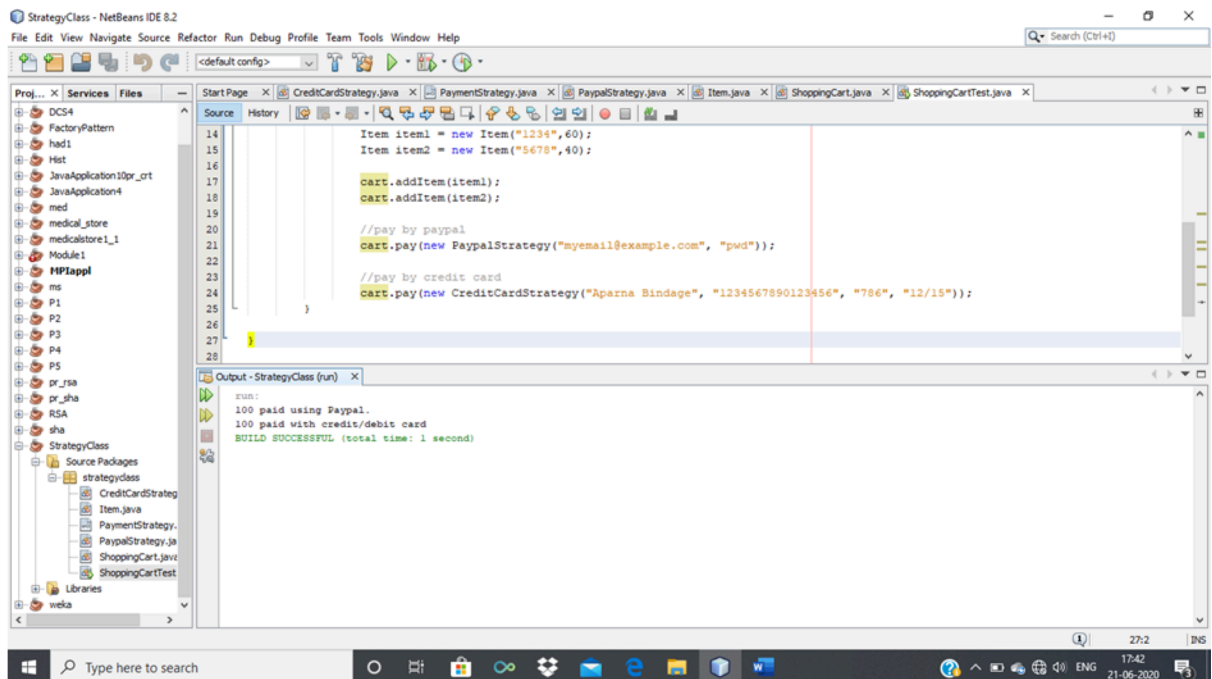 StrategyClass - NetBeans IDE 8.2
File Edit View Navigate Source Refactor Run Debug Profile Team Tools Window Help
Search (Ctrl+I)
<default config>
Proj... Services Files
Start Page CreditCardStrategy.java PaymentStrategy.java PaypalStrategy.java Item.java ShoppingCart.java ShoppingCartTest.java
Source History
DCS4
FactoryPattern
had1
Hist
JavaApplication10pr_crt
JavaApplication4
med
medical_store
medicalstore1_1
Module1
MPIappl
ms
P1
P2
P3
P4
P5
pr_rsa
pr_sha
RSA
sha
StrategyClass
Source Packages
strategyclass
CreditCardStrateg
Item.java
PaymentStrategy.
PaypalStrategy.ja
ShoppingCart.java
ShoppingCartTest
Libraries
weka
14 Item item1 = new Item("1234",60);
15 Item item2 = new Item("5678",40);
16
17 cart.addItem(item1);
18 cart.addItem(item2);
19
20 //pay by paypal
21 cart.pay(new PaypalStrategy("myemail@example.com", "pwd"));
22
23 //pay by credit card
24 cart.pay(new CreditCardStrategy("Aparna Bindage", "1234567890123456", "786", "12/15"));
25 }
26
27 }
28
Output - StrategyClass (run)
run:
100 paid using Paypal.
100 paid with credit/debit card
BUILD SUCCESSFUL (total time: 1 second)
1 27:2 INS
Type here to search
ENG 17:42
21-06-2020
3